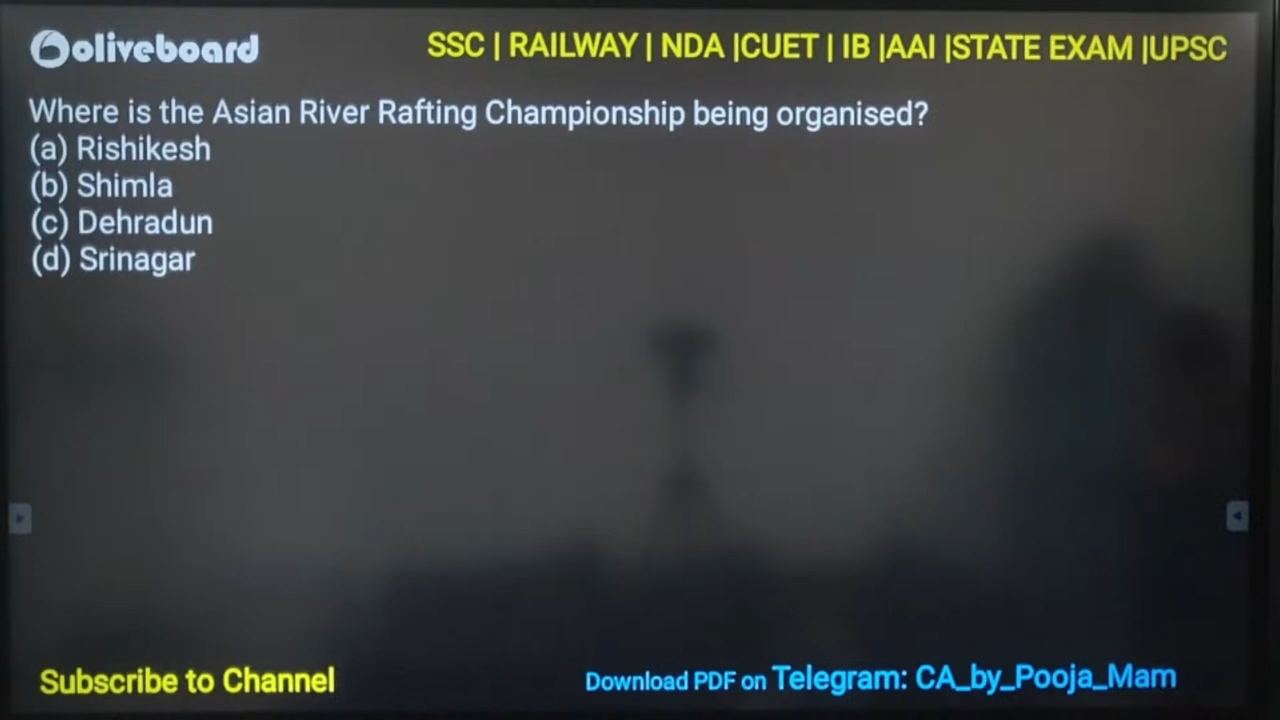 oliveboard
SSC | RAILWAY | NDA |CUET | IB |AAI |STATE EXAM |UPSC
Where is the Asian River Rafting Championship being organised?
(a) Rishikesh
(b) Shimla
(c) Dehradun
(d) Srinagar
Subscribe to Channel
Download PDF on Telegram: CA_by_Pooja_Mam